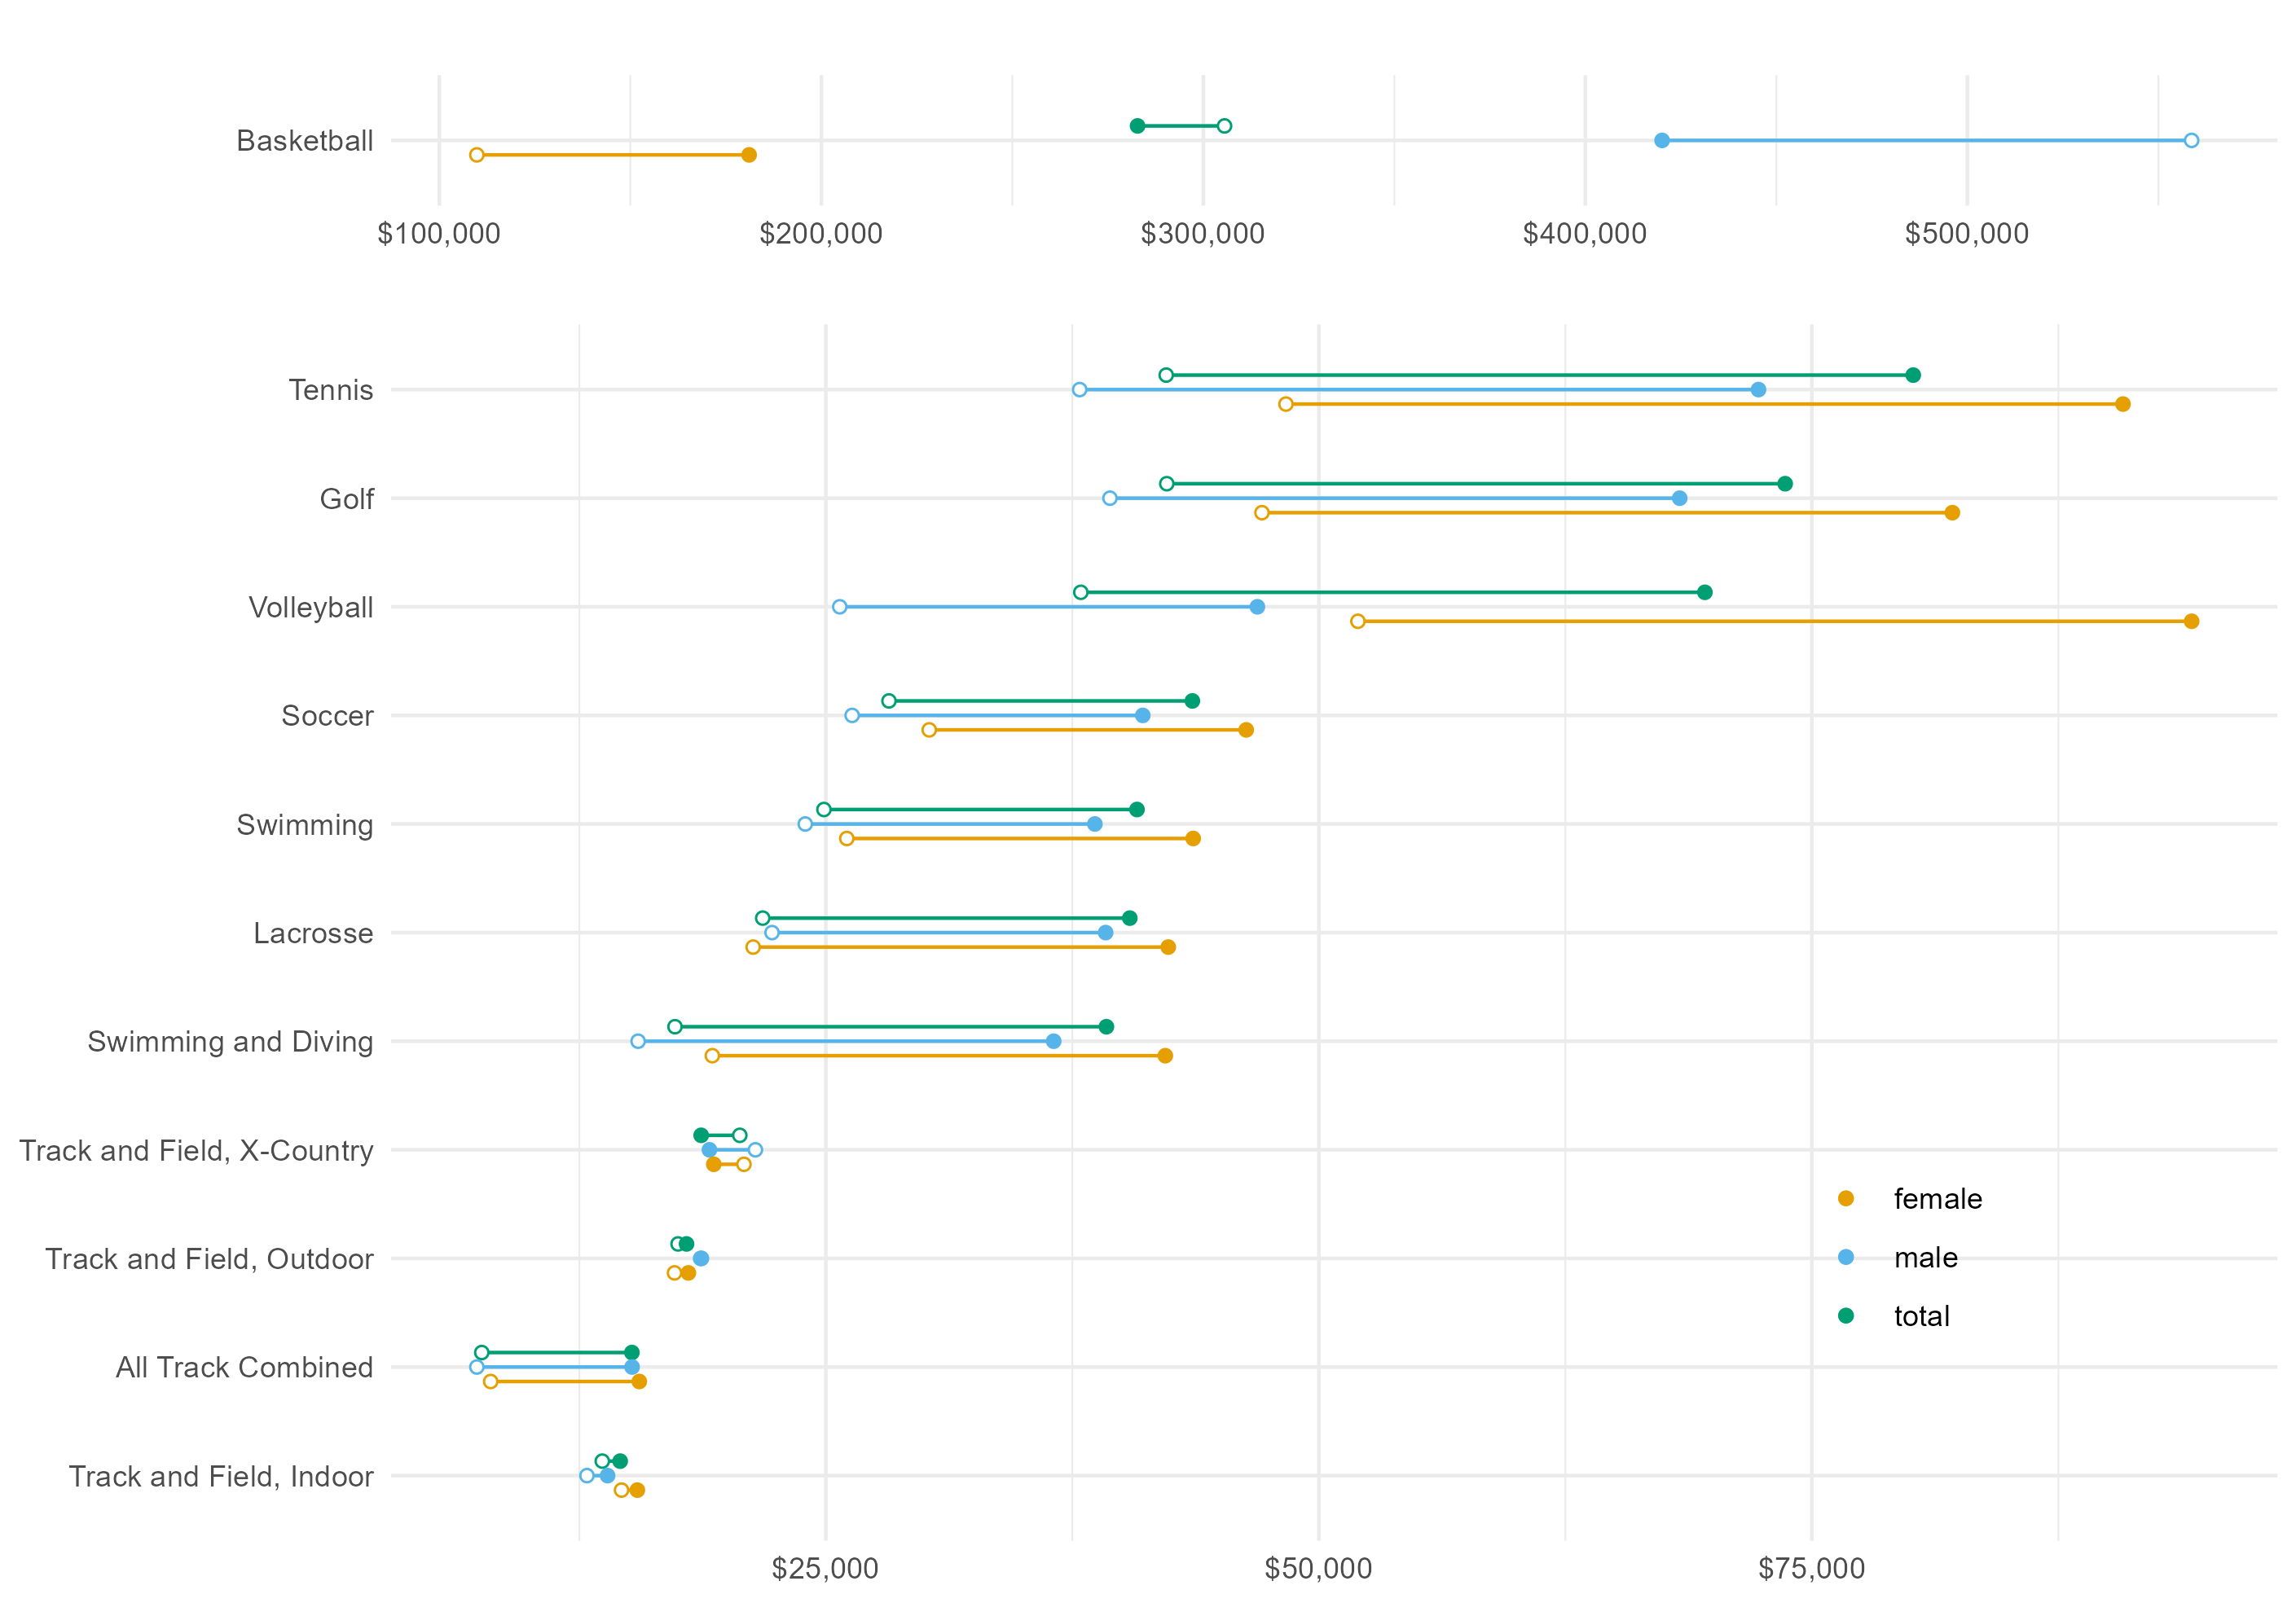 Basketball
$100,000 $200,000 $300,000 $400,000 $500,000
Tennis
Golf
Volleyball
Soccer
Swimming
Lacrosse
Swimming and Diving
Track and Field, X-Country
female
Track and Field, Outdoor
male
total
All Track Combined
Track and Field, Indoor
$25,000 $50,000 $75,000